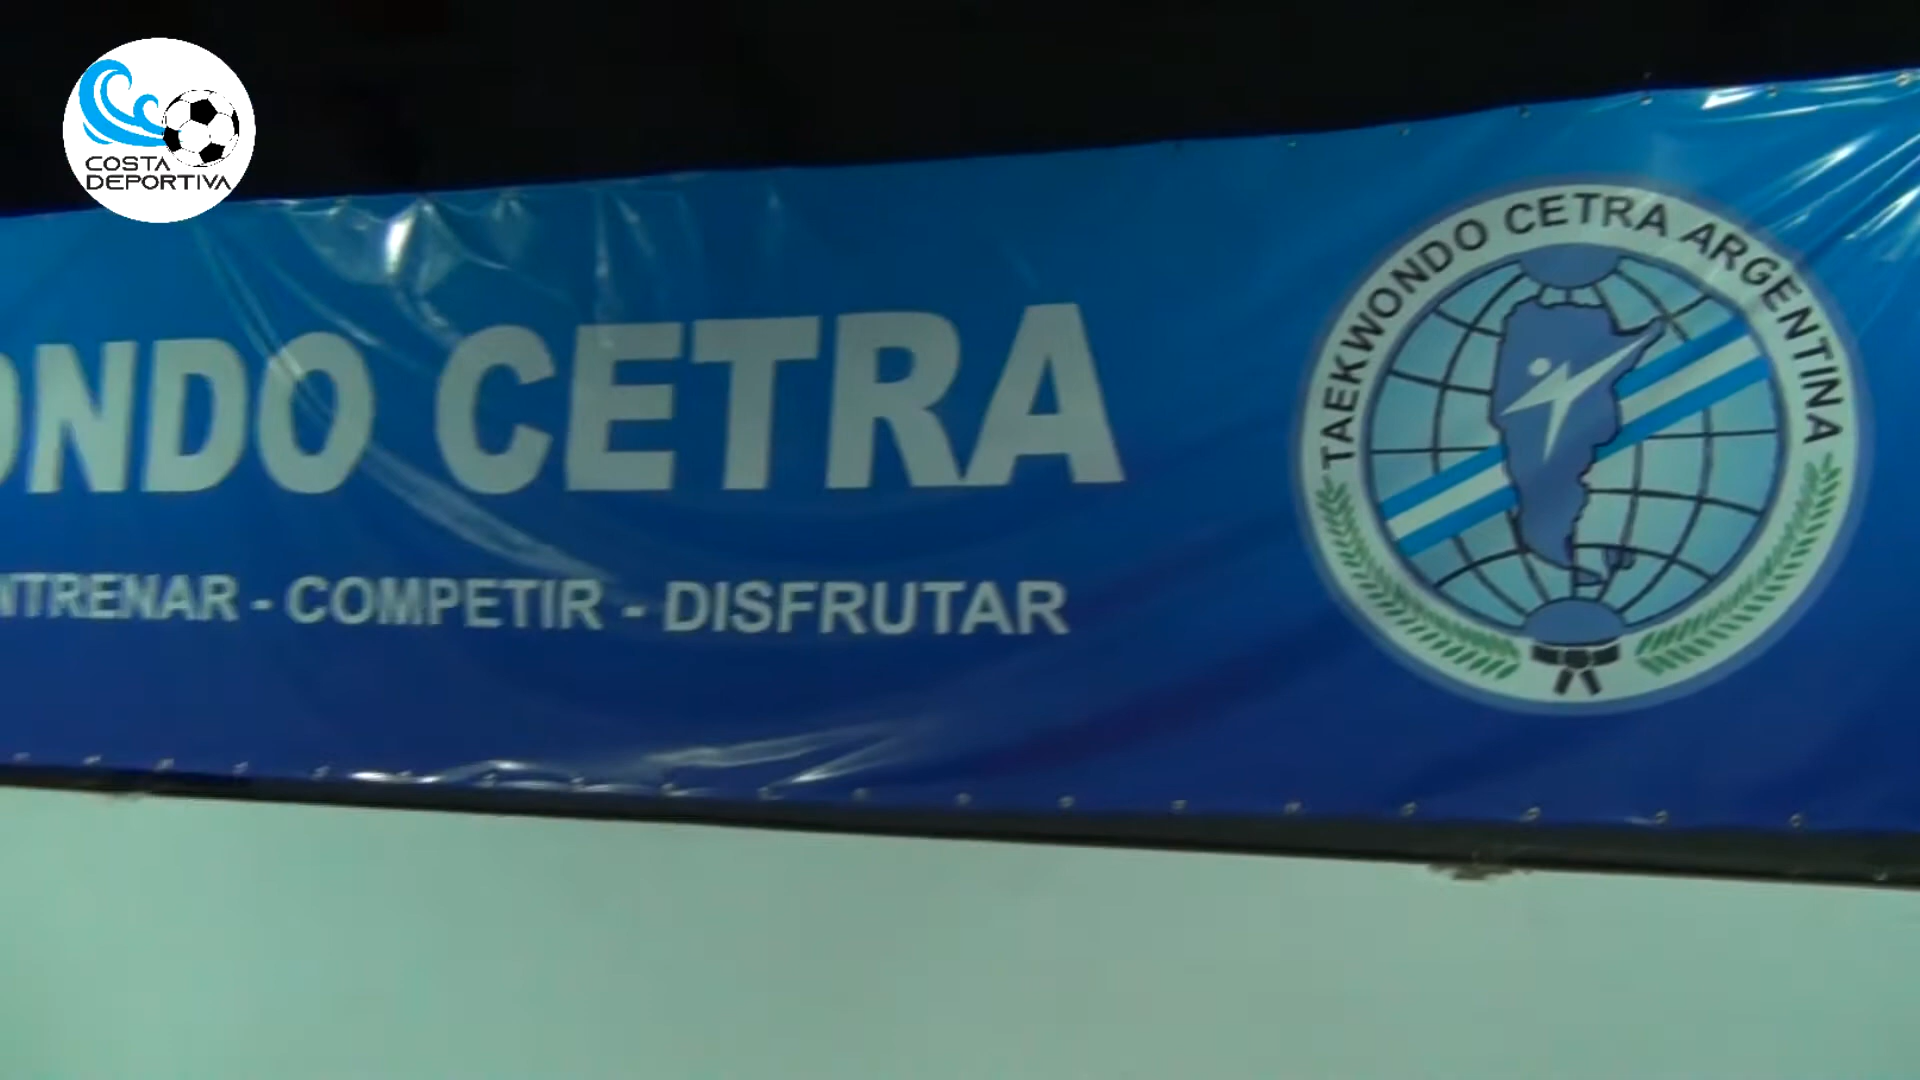 COSTA
DEPORTIVA
ONDO CETRA
NTRENAR - COMPETIR - DISFRUTAR
TAEKWONDO CETRA ARGENTINA